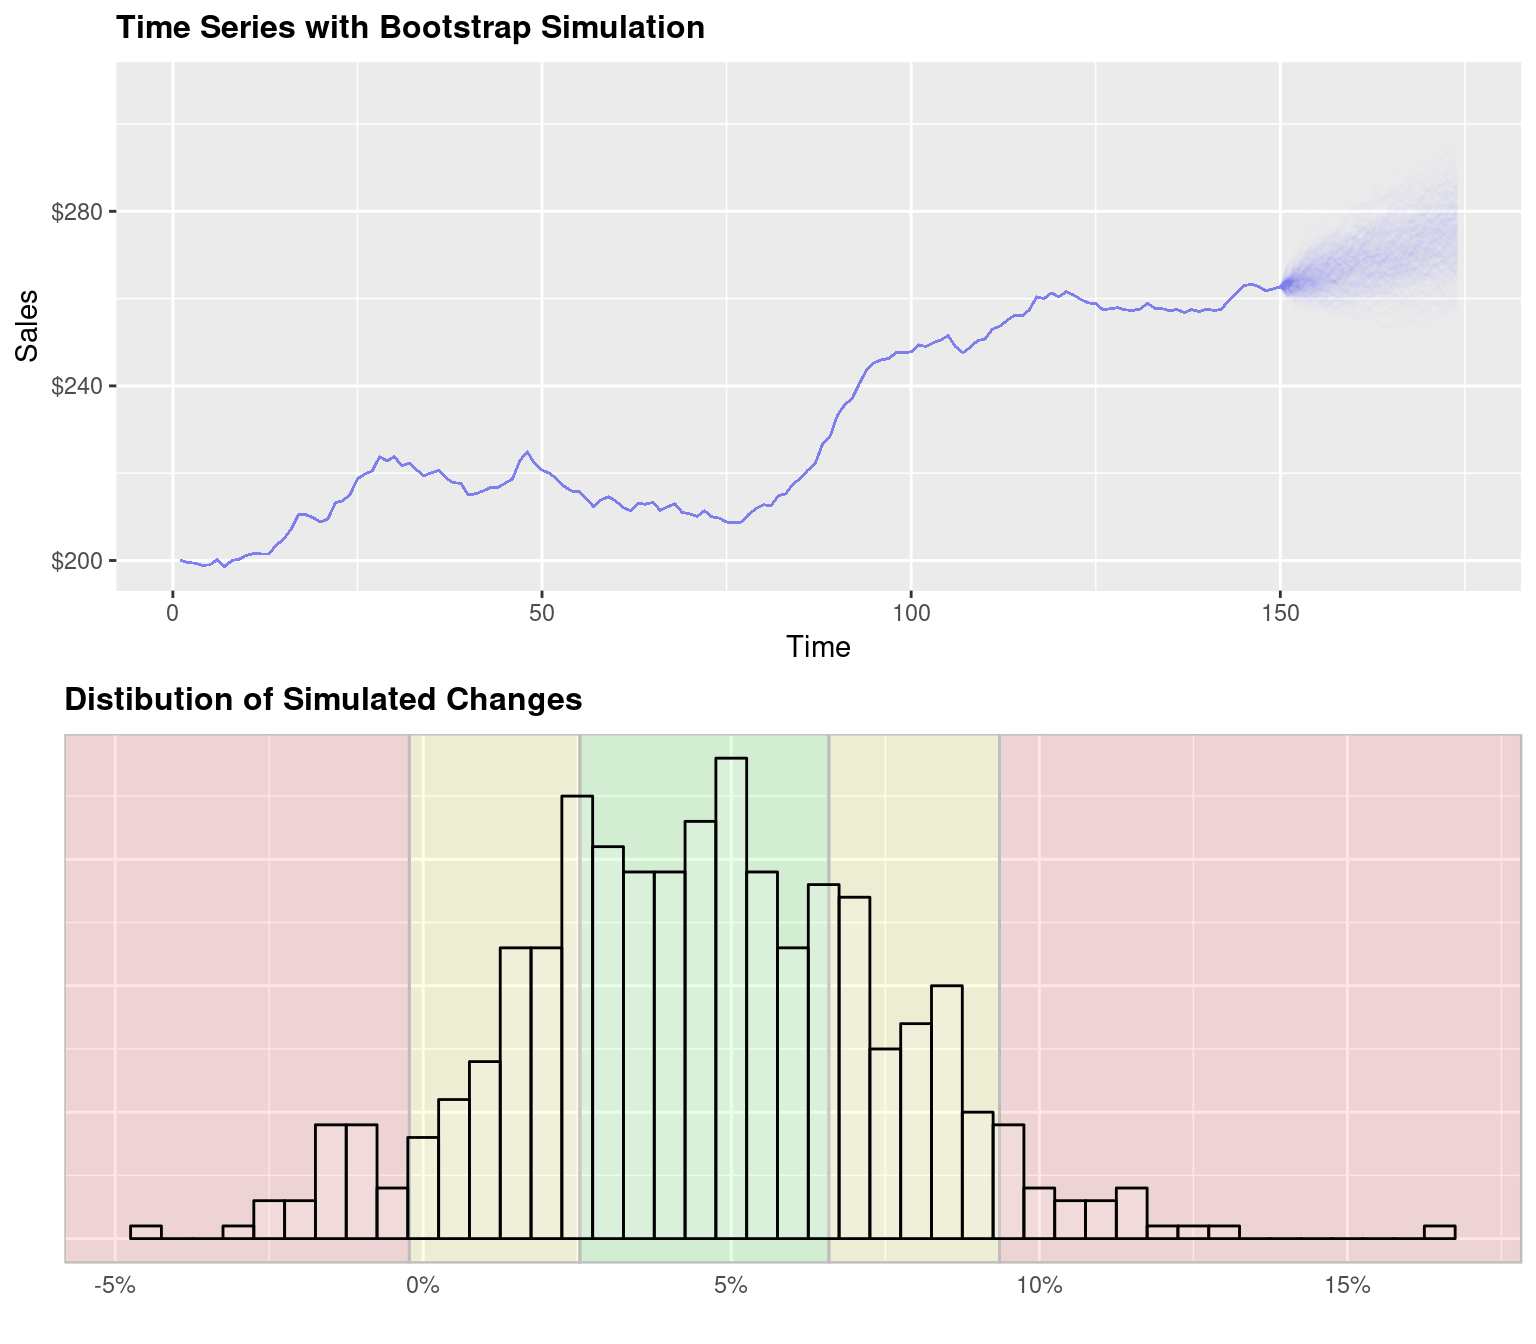 Time Series with Bootstrap Simulation
Sales
$280
$240
$200
0 50 100 150
Time
Distibution of Simulated Changes
-5% 0% 5% 10% 15%